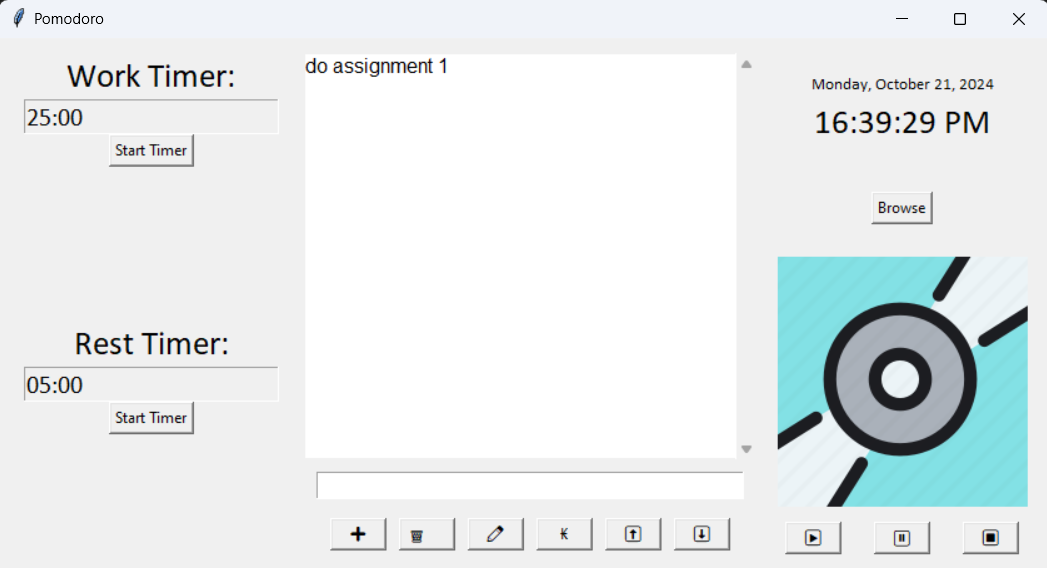 Pomodoro
Work Timer:
25:00
Start Timer
Rest Timer:
05:00
Start Timer
do assignment 1
Monday, October 21, 2024
16:39:29 PM
Browse